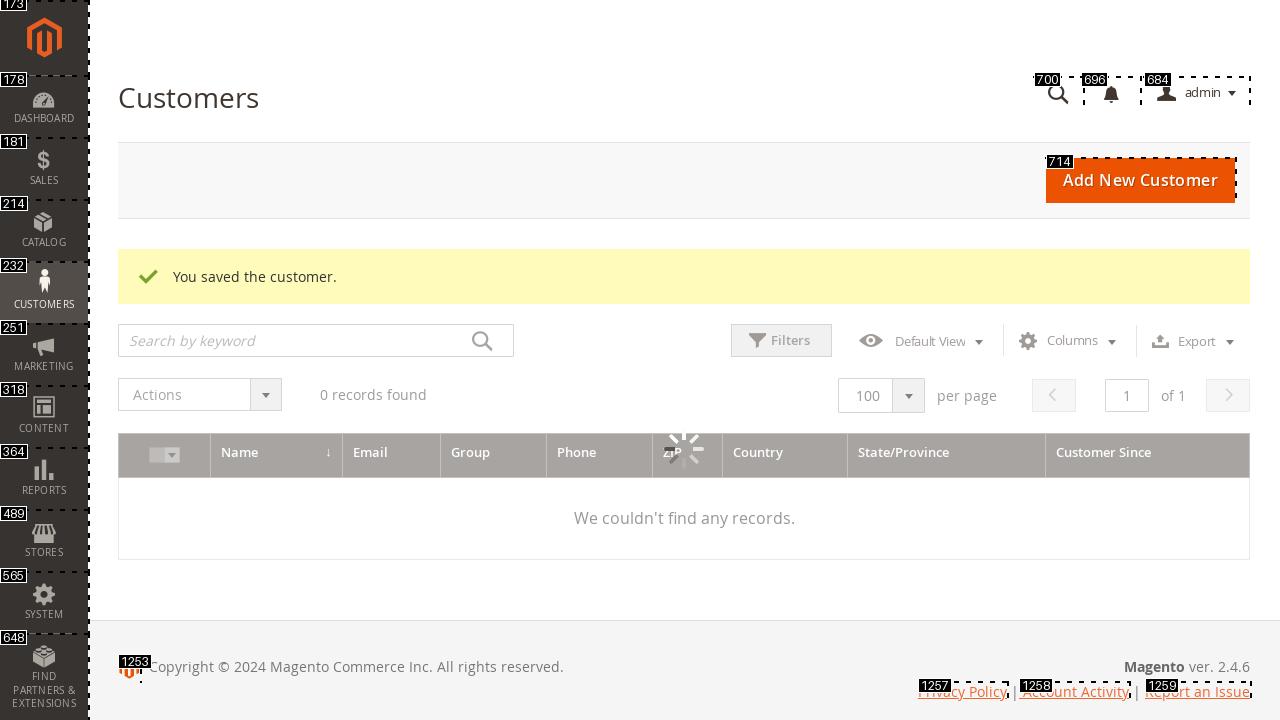 173
178
DASHBOARD
181
SALES
214
CATALOG
232
CUSTOMERS
251
MARKETING
318
CONTENT
364
REPORTS
489
STORES
565
SYSTEM
648
FIND
PARTNERS &
EXTENSIONS
Customers
700
696
684
admin
714
Add New Customer
You saved the customer.
Search by keyword
Filters
Default View
Columns
Export
Actions
0 records found
100
per page
1
of 1
Name ↓ Email Group Phone ZIP Country State/Province Customer Since
We couldn't find any records.
1253
Copyright © 2024 Magento Commerce Inc. All rights reserved.
Magento ver. 2.4.6
1257
1258
1259
Privacy Policy | Account Activity | Report an Issue